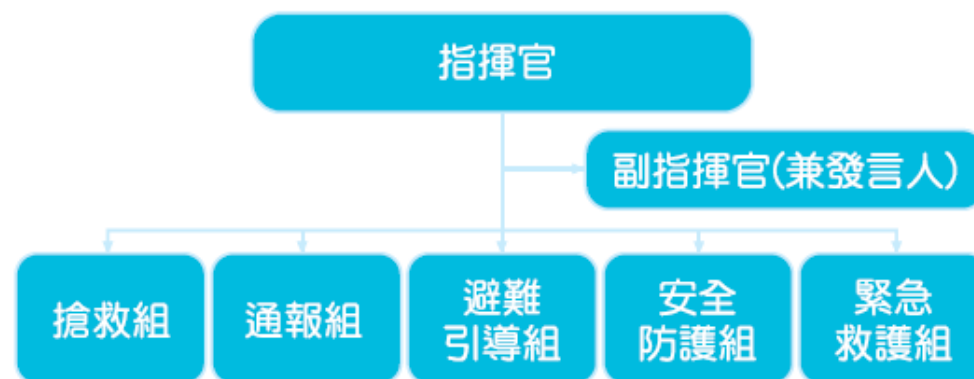 指揮官
副指揮官(兼發言人)
搶救組
通報組
避難
引導組
安全
防護組
緊急
救護組